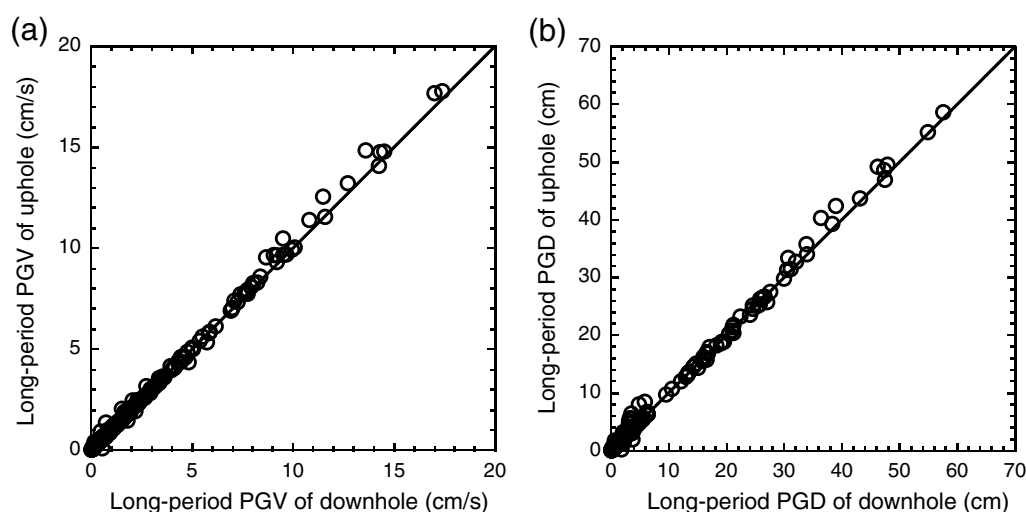 (a)
20
15
10
5
0
0 5 10 15 20
Long-period PGV of uphole (cm/s)
Long-period PGV of downhole (cm/s)
(b)
70
60
50
40
30
20
10
0
0 10 20 30 40 50 60 70
Long-period PGD of uphole (cm)
Long-period PGD of downhole (cm)